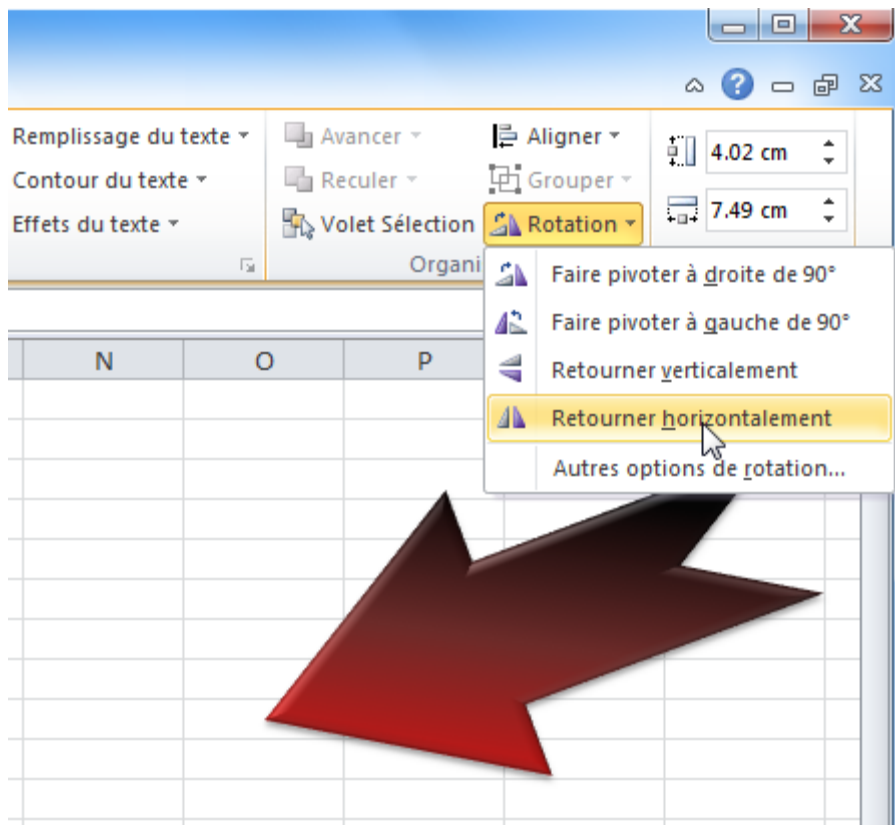 ?
Remplissage du texte
Avancer
Aligner
4.02 cm
Contour du texte
Reculer
Grouper
Effets du texte
Volet Sélection
Rotation
7.49 cm
Organi
Faire pivoter à droite de 90°
Faire pivoter à gauche de 90°
Retourner verticalement
Retourner horizontalement
Autres options de rotation...
N O P